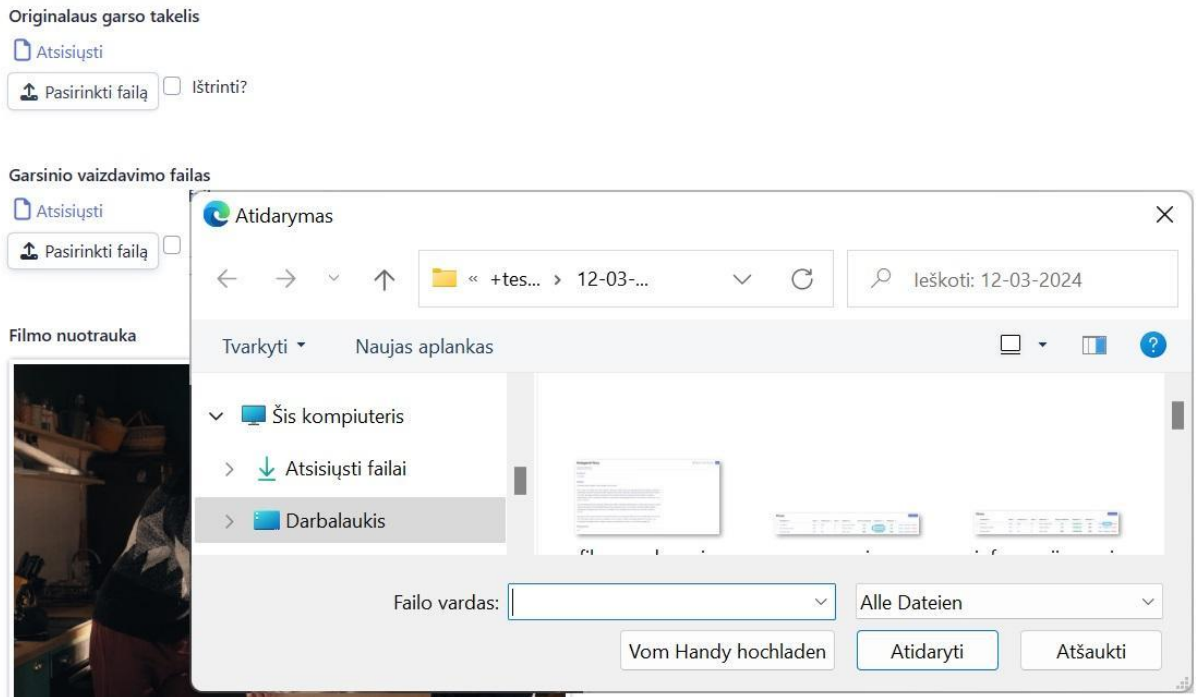 Originalaus garso takelis
Atsisiųsti
Pasirinkti failą Ištrinti?
Garsinio vaizdavimo failas
Atsisiųsti
Pasirinkti failą
Filmo nuotrauka
Atidarymas
« +tes... > 12-03-...
Ieškoti: 12-03-2024
Tvarkyti Naujas aplankas
Šis kompiuteris
Atsisiųsti failai
Darbalaukis
Failo vardas: Alle Dateien
Vom Handy hochladen Atidaryti Atšaukti